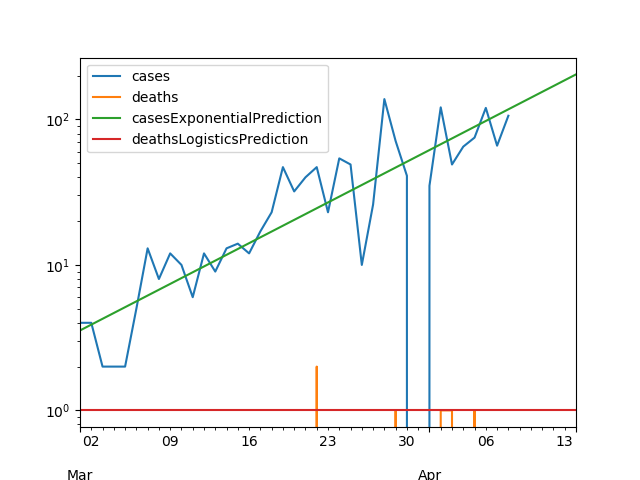 cases
deaths
casesExponentialPrediction
deathsLogisticsPrediction
10²
10¹
10⁰
02 09 16 23 30 06 13
Mar Apr